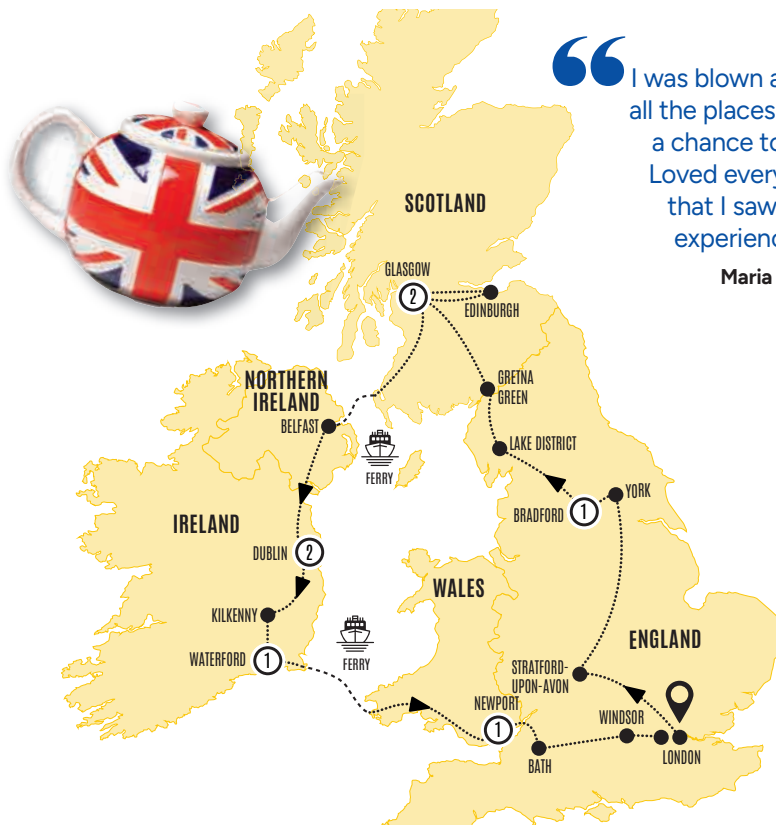 “ I was blown a
all the places
a chance to
Loved every
that I saw
experienc
Maria
SCOTLAND
GLASGOW
2
EDINBURGH
GRETNA
GREEN
NORTHERN
IRELAND
BELFAST
FERRY
LAKE DISTRICT
YORK
BRADFORD
1
IRELAND
DUBLIN
2
WALES
KILKENNY
WATERFORD
1
FERRY
ENGLAND
STRATFORD-
UPON-AVON
NEWPORT
1
WINDSOR
BATH
LONDON